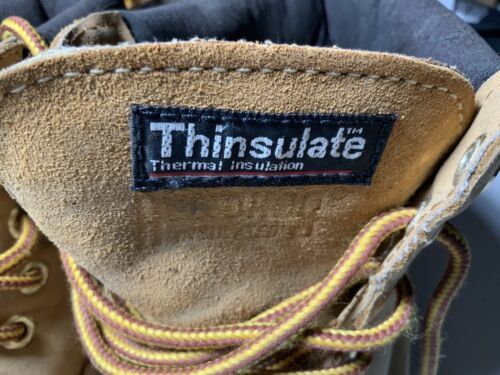 Thinsulate™
Thermal Insulation